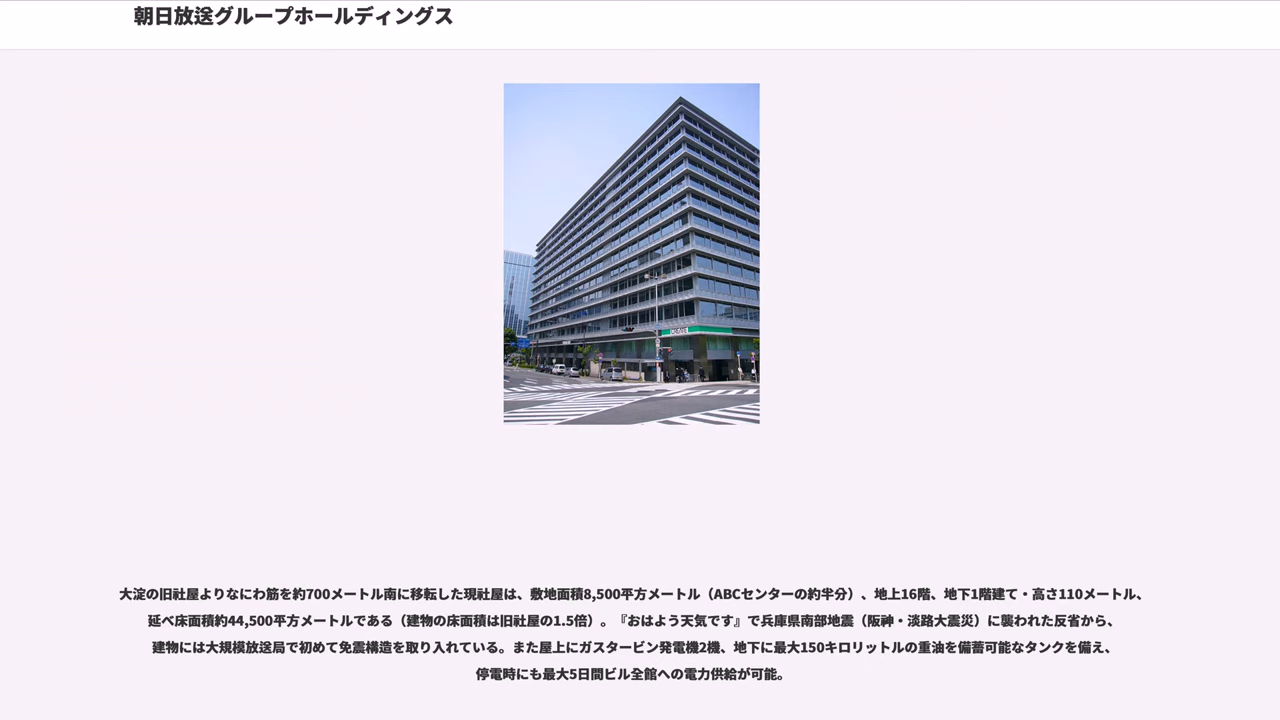 朝日放送グループホールディングス
大淀の旧社屋よりなにわ筋を約700メートル南に移転した現社屋は、敷地面積8,500平方メートル（ABCセンターの約半分）、地上16階、地下1階建て・高さ110メートル、
延べ床面積約44,500平方メートルである（建物の床面積は旧社屋の1.5倍）。『おはよう天気です』で兵庫県南部地震（阪神・淡路大震災）に襲われた反省から、
建物には大規模放送局で初めて免震構造を取り入れている。また屋上にガスタービン発電機2機、地下に最大150キロリットルの重油を備蓄可能なタンクを備え、
停電時にも最大5日間ビル全館への電力供給が可能。